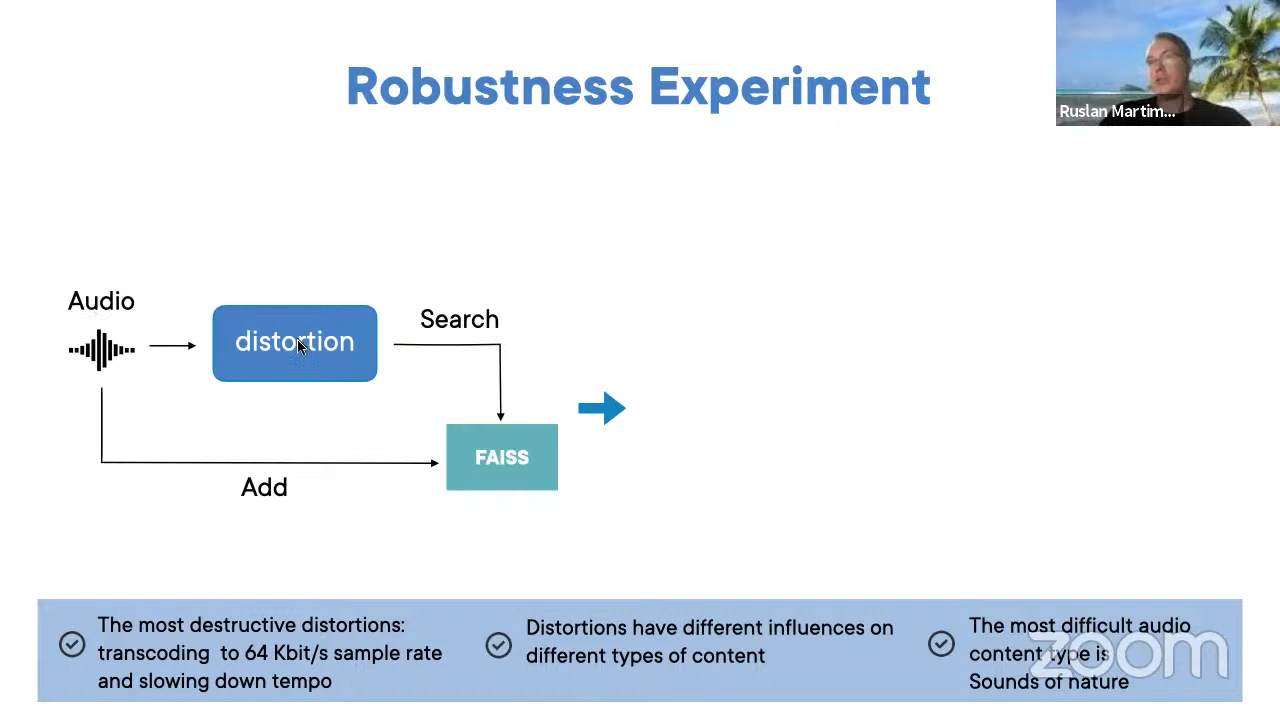 Robustness Experiment
Ruslan Martim...
Audio
distortion
Search
FAISS
Add
The most destructive distortions:
transcoding to 64 Kbit/s sample rate
and slowing down tempo
Distortions have different influences on
different types of content
The most difficult audio
content type is
Sounds of nature
zoom